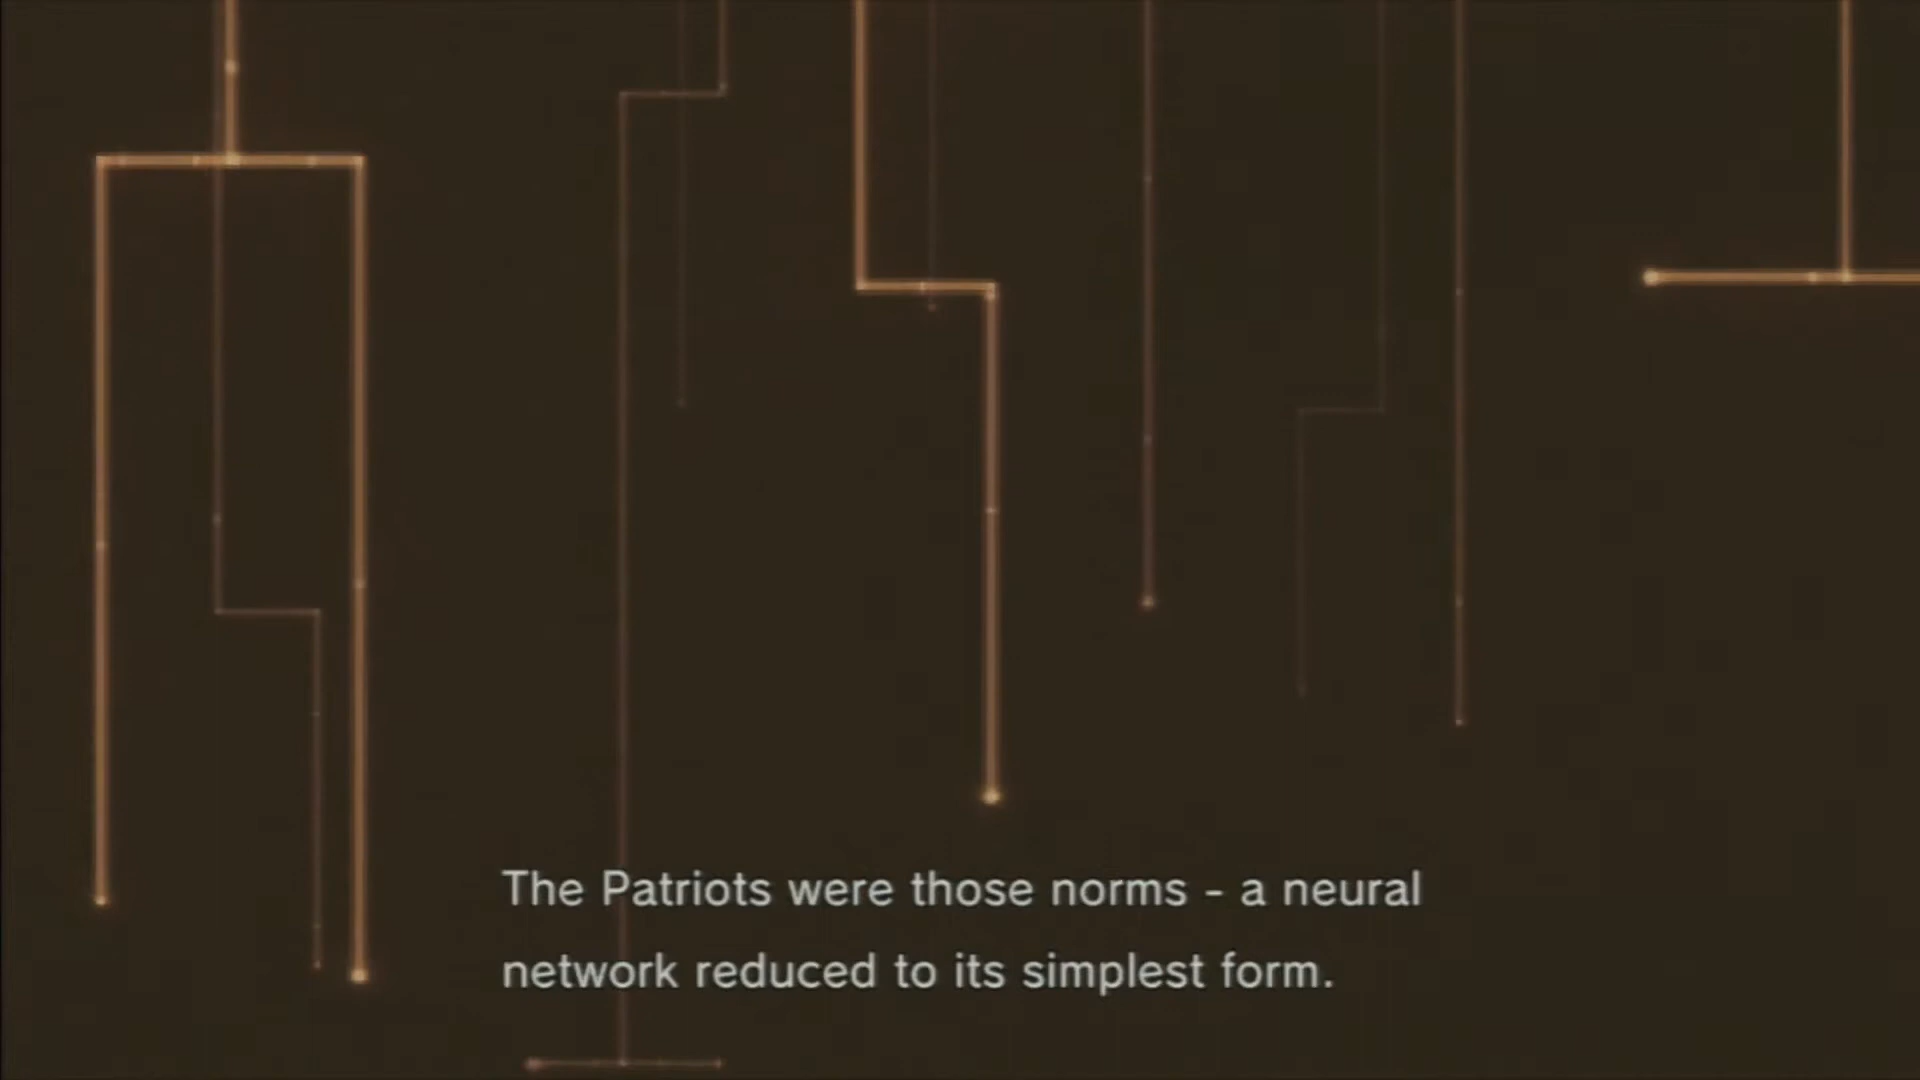 The Patriots were those norms - a neural
network reduced to its simplest form.